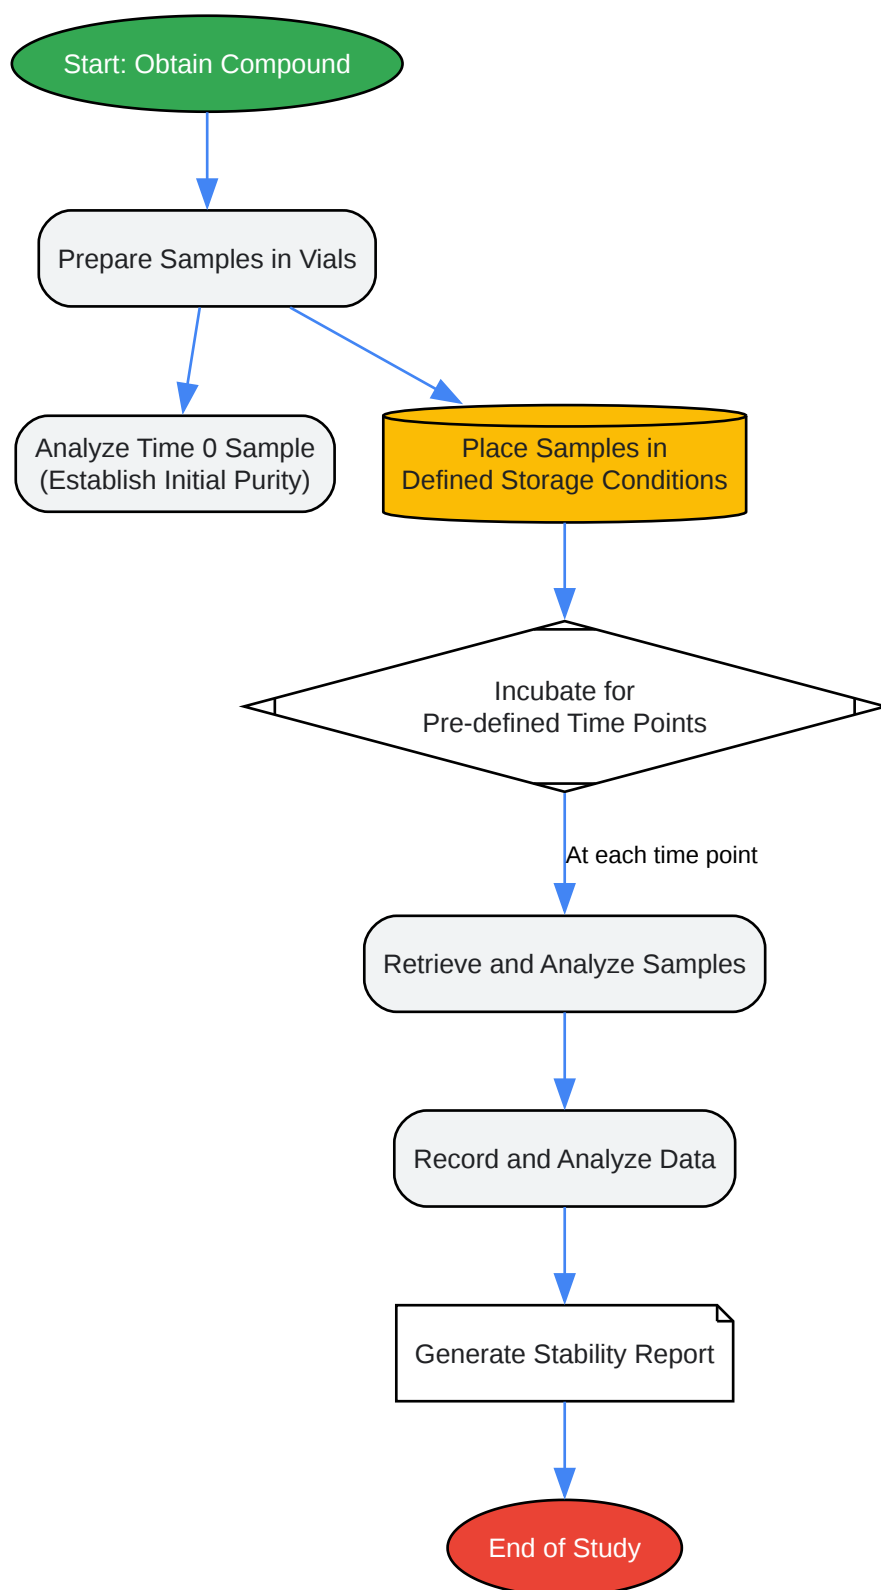 Start: Obtain Compound
Prepare Samples in Vials
Analyze Time 0 Sample
(Establish Initial Purity)
Place Samples in
Defined Storage Conditions
Incubate for
Pre-defined Time Points
At each time point
Retrieve and Analyze Samples
Record and Analyze Data
Generate Stability Report
End of Study